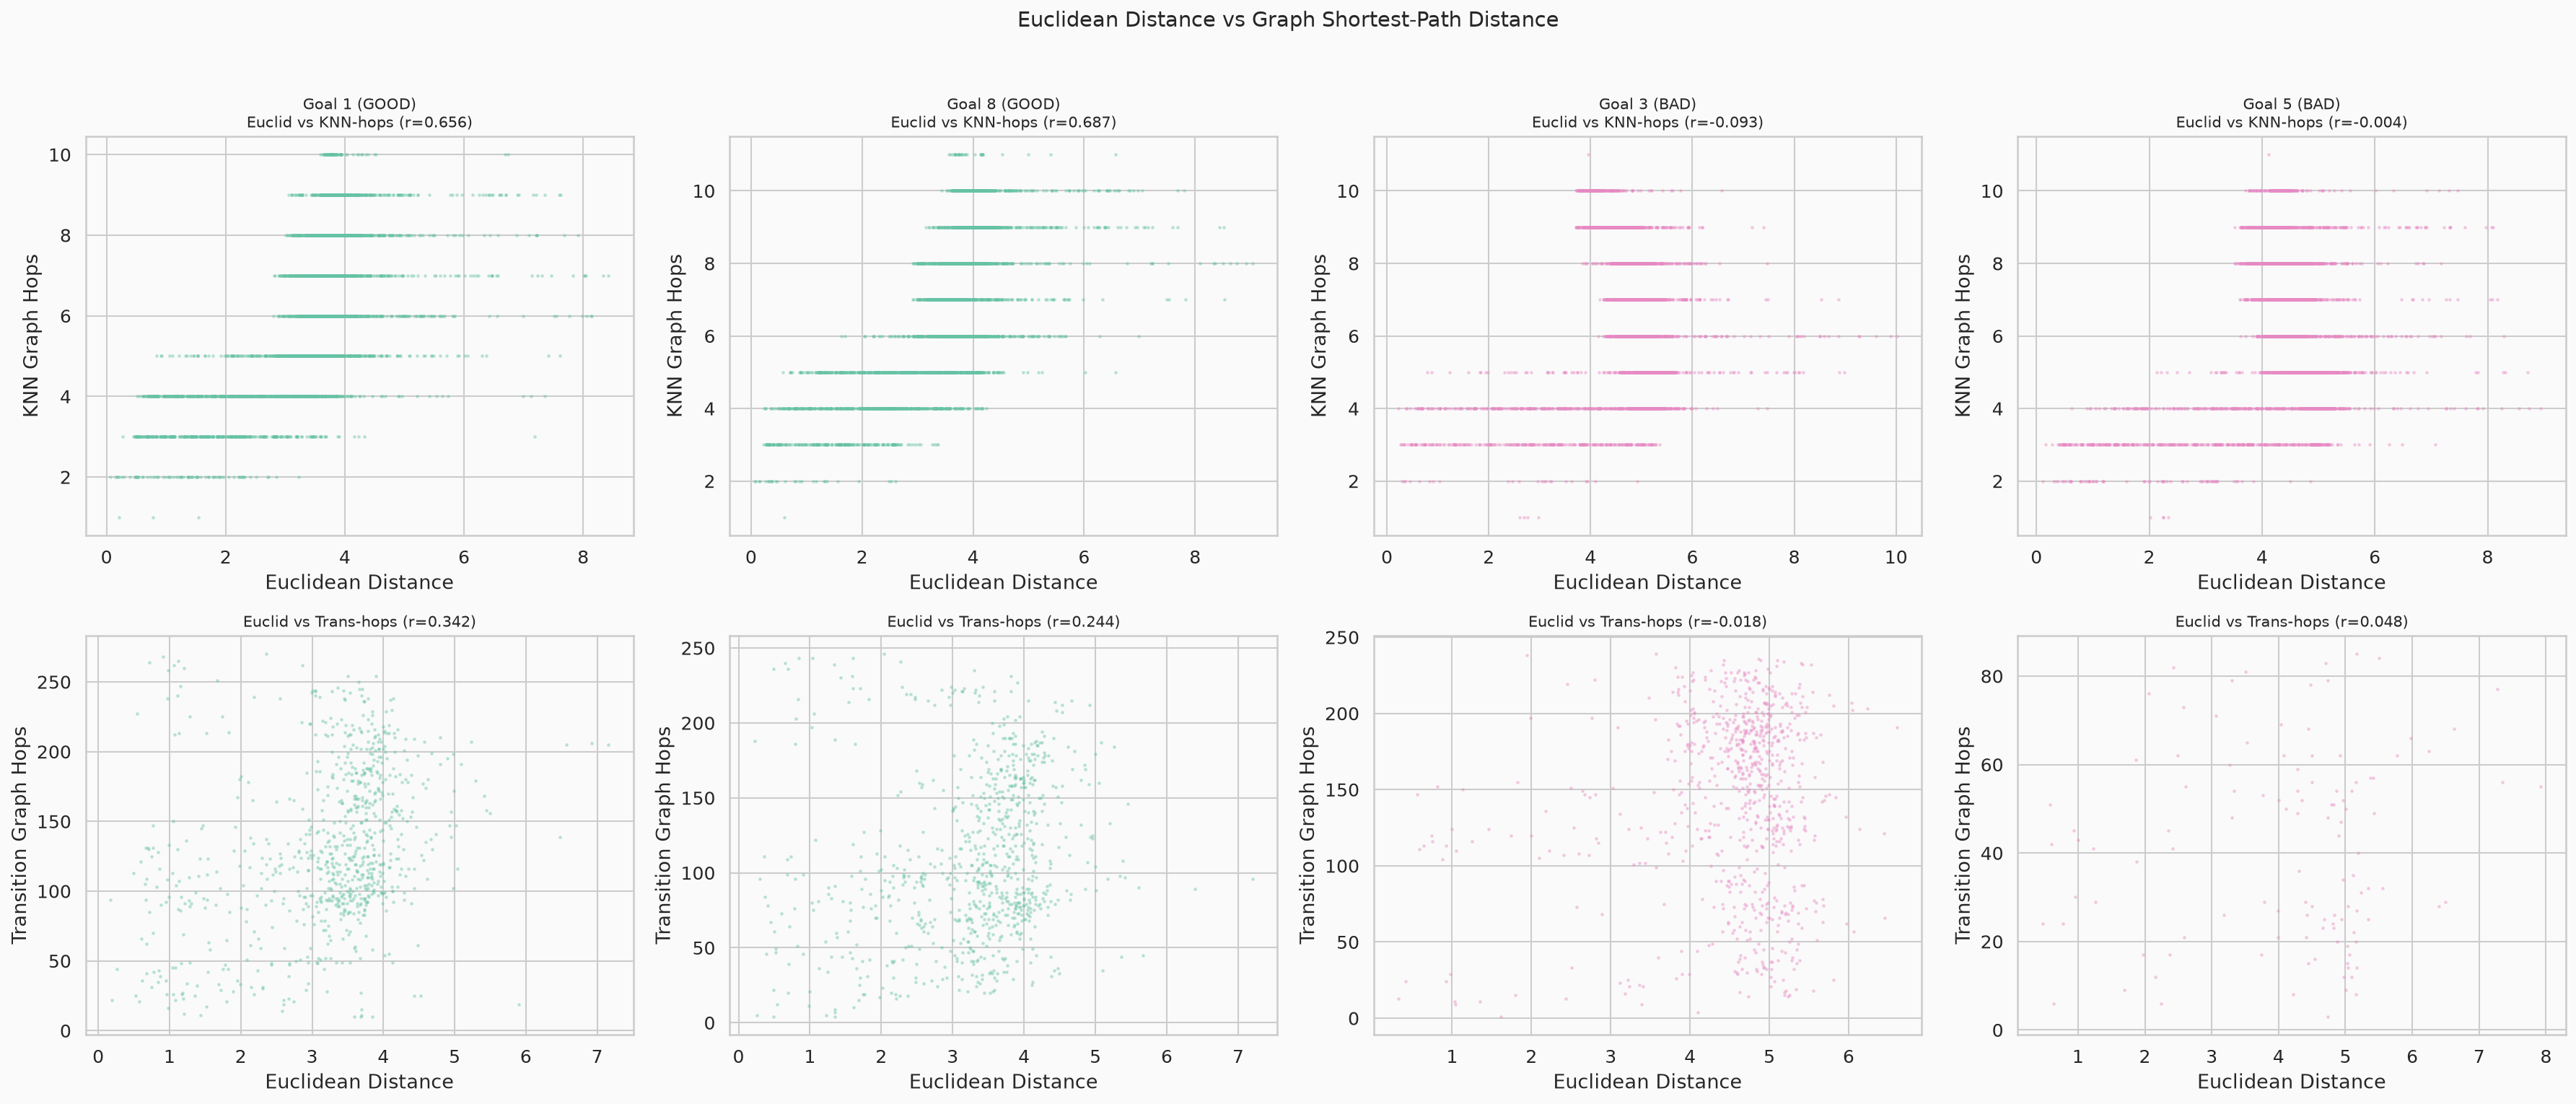 Euclidean Distance vs Graph Shortest-Path Distance
Goal 1 (GOOD)
Euclid vs KNN-hops (r=0.656)
KNN Graph Hops
10
8
6
4
2
0 2 4 6 8
Euclidean Distance
Goal 8 (GOOD)
Euclid vs KNN-hops (r=0.687)
KNN Graph Hops
10
8
6
4
2
0 2 4 6 8
Euclidean Distance
Goal 3 (BAD)
Euclid vs KNN-hops (r=-0.093)
KNN Graph Hops
10
8
6
4
2
0 2 4 6 8 10
Euclidean Distance
Goal 5 (BAD)
Euclid vs KNN-hops (r=-0.004)
KNN Graph Hops
10
8
6
4
2
0 2 4 6 8
Euclidean Distance
Euclid vs Trans-hops (r=0.342)
Transition Graph Hops
250
200
150
100
50
0
0 1 2 3 4 5 6 7
Euclidean Distance
Euclid vs Trans-hops (r=0.244)
Transition Graph Hops
250
200
150
100
50
0
0 1 2 3 4 5 6 7
Euclidean Distance
Euclid vs Trans-hops (r=-0.018)
Transition Graph Hops
250
200
150
100
50
0
1 2 3 4 5 6
Euclidean Distance
Euclid vs Trans-hops (r=0.048)
Transition Graph Hops
80
60
40
20
0
1 2 3 4 5 6 7 8
Euclidean Distance